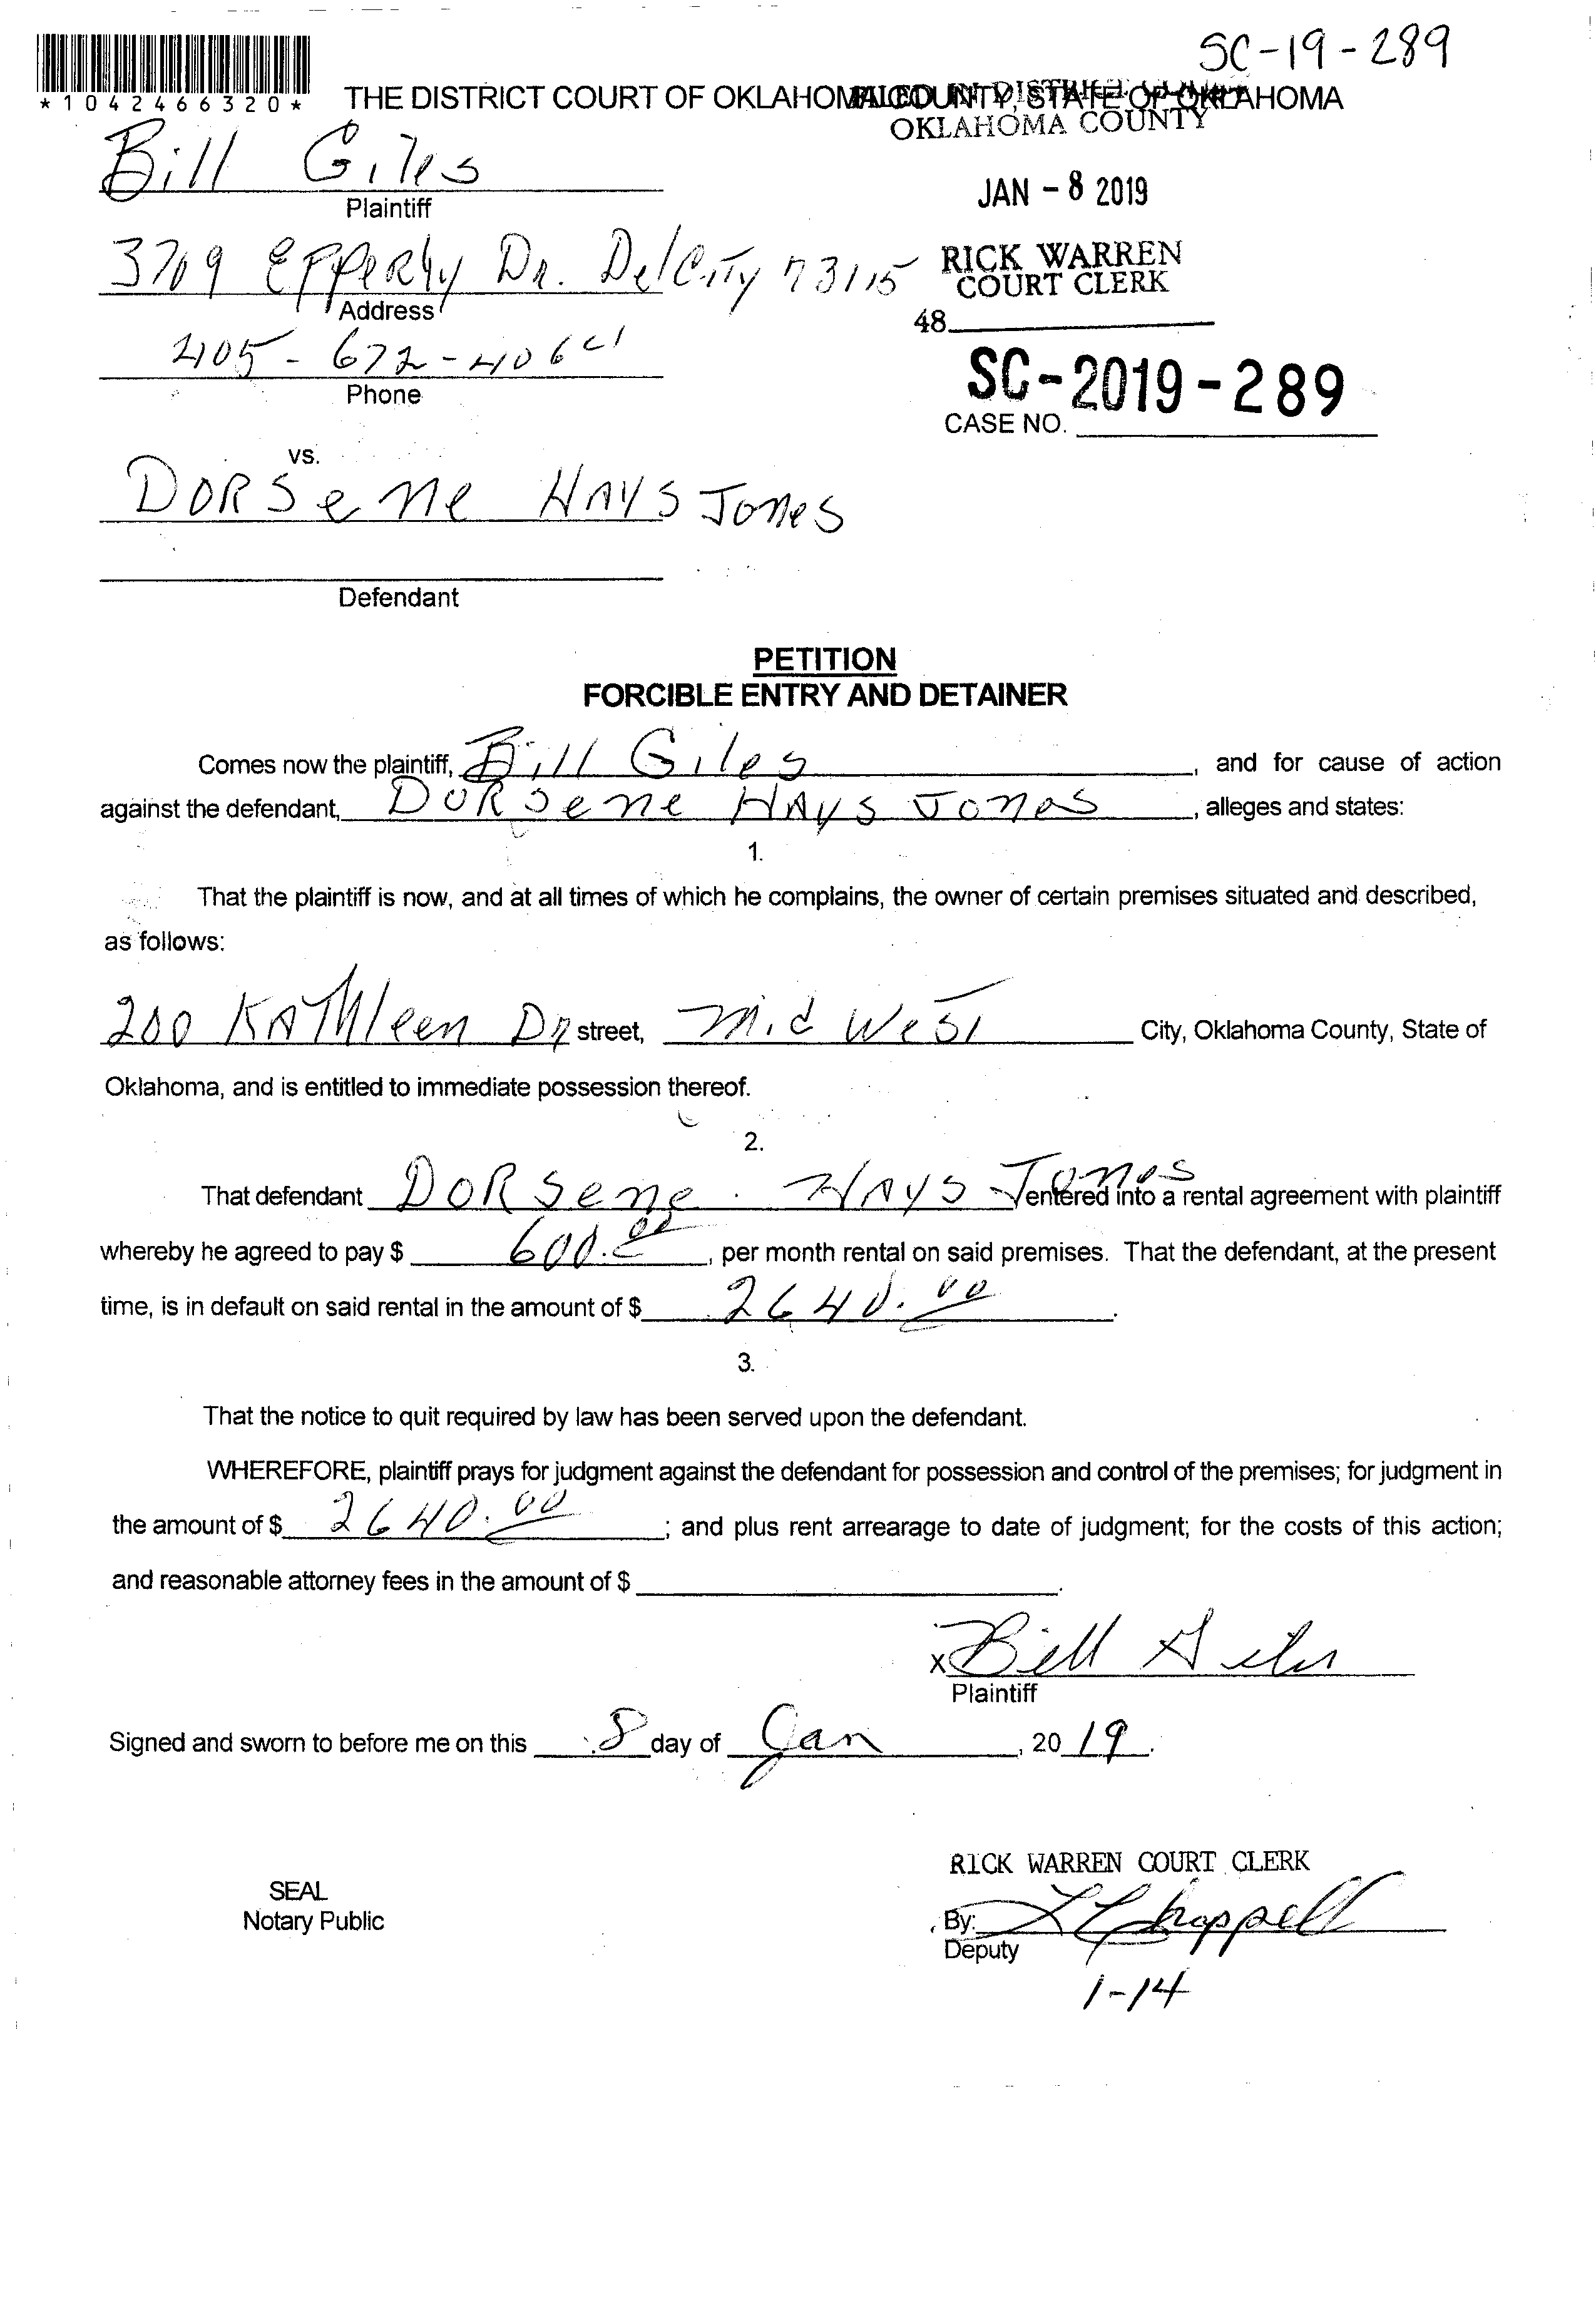 SC-19-289
*1042466320*
THE DISTRICT COURT OF OKLAHOMA COUNTY, STATE OF OKLAHOMA
FILED IN DISTRICT COURT
OKLAHOMA COUNTY
Bill Giles
Plaintiff
JAN - 8 2019
3709 Epperly Dr. Del City 73115
Address
RICK WARREN
COURT CLERK
48
405-672-4064
Phone
SC-2019-289
CASE NO.
vs.
DORSene HAYS Jones
Defendant
PETITION
FORCIBLE ENTRY AND DETAINER
Comes now the plaintiff, Bill Giles, and for cause of action
against the defendant, DORSene HAYS Jones, alleges and states:
1.
That the plaintiff is now, and at all times of which he complains, the owner of certain premises situated and described,
as follows:
200 KAThleen DR street, Mid West City, Oklahoma County, State of
Oklahoma, and is entitled to immediate possession thereof.
2.
That defendant DORSene HAYS Jones entered into a rental agreement with plaintiff
whereby he agreed to pay $ 600.00, per month rental on said premises. That the defendant, at the present
time, is in default on said rental in the amount of $ 2640.00.
3.
That the notice to quit required by law has been served upon the defendant.
WHEREFORE, plaintiff prays for judgment against the defendant for possession and control of the premises; for judgment in
the amount of $ 2640.00; and plus rent arrearage to date of judgment; for the costs of this action;
and reasonable attorney fees in the amount of $.
x Bill Giles
Plaintiff
Signed and sworn to before me on this 8 day of Jan, 20 19.
RICK WARREN COURT CLERK
SEAL
Notary Public
By: Chappell
Deputy
1-14